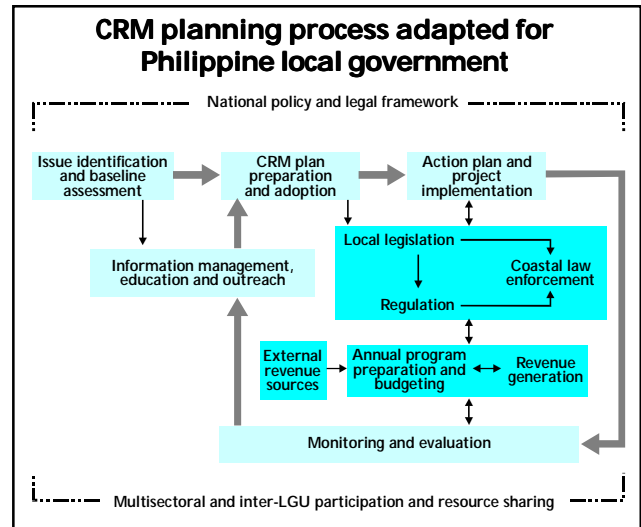 CRM planning process adapted for
Philippine local government
National policy and legal framework
Issue identification
and baseline
assessment
CRM plan
preparation
and adoption
Action plan and
project
implementation
Information management,
education and outreach
Local legislation
Coastal law
enforcement
Regulation
External
revenue
sources
Annual program
preparation and
budgeting
Revenue
generation
Monitoring and evaluation
Multisectoral and inter-LGU participation and resource sharing